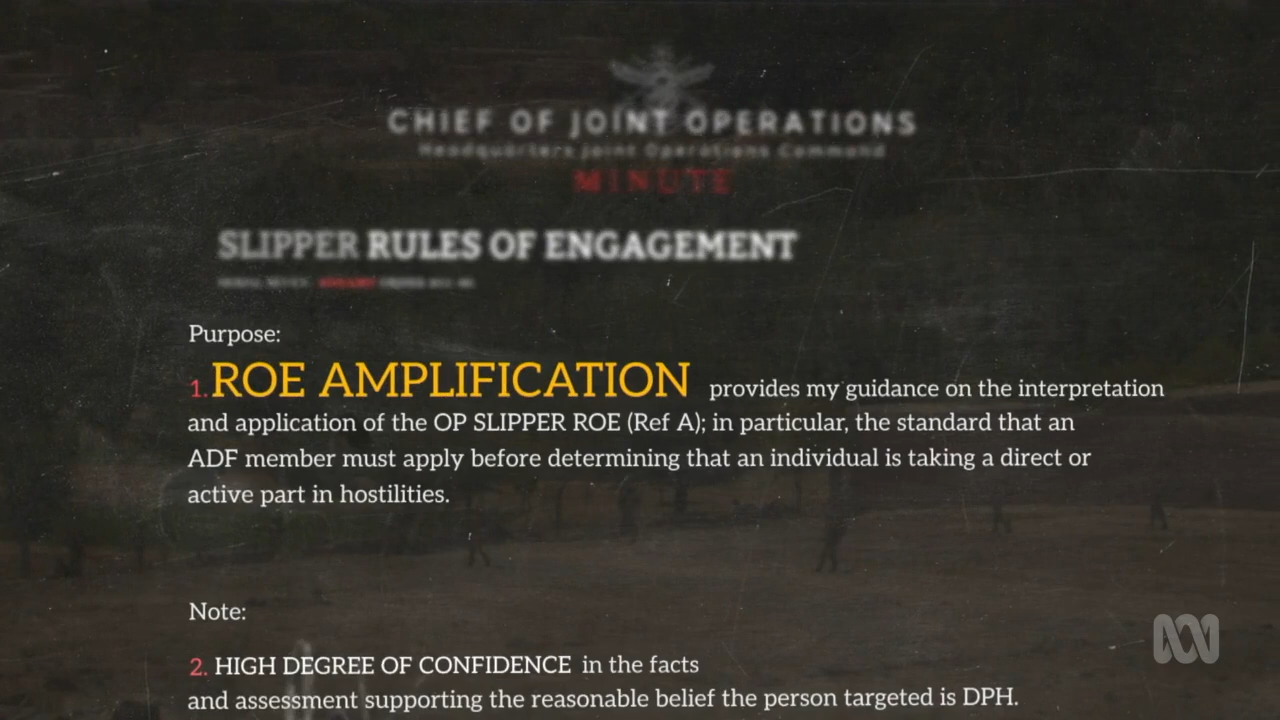 CHIEF OF JOINT OPERATIONS
Headquarters Joint Operations Command
MINUTE
SLIPPER RULES OF ENGAGEMENT
Purpose:
1. ROE AMPLIFICATION provides my guidance on the interpretation
and application of the OP SLIPPER ROE (Ref A); in particular, the standard that an
ADF member must apply before determining that an individual is taking a direct or
active part in hostilities.
Note:
2. HIGH DEGREE OF CONFIDENCE in the facts
and assessment supporting the reasonable belief the person targeted is DPH.